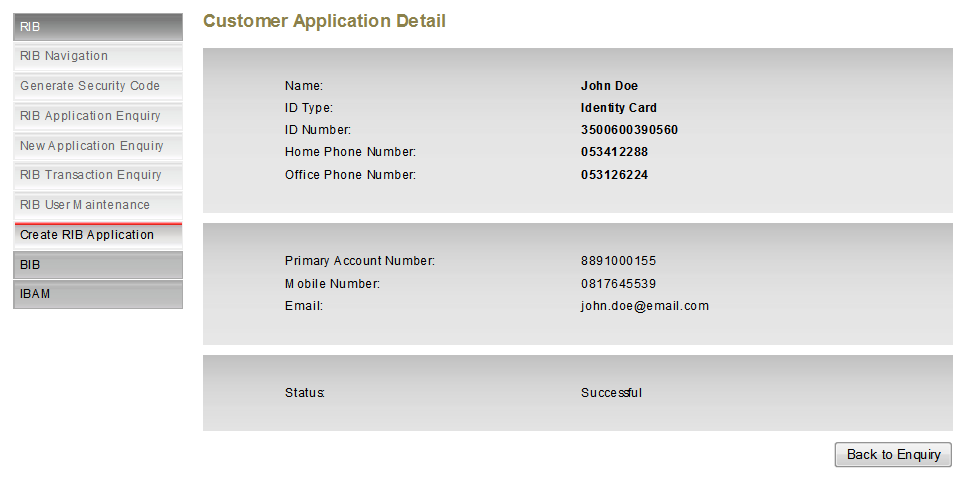 RIB
RIB Navigation
Generate Security Code
RIB Application Enquiry
New Application Enquiry
RIB Transaction Enquiry
RIB User Maintenance
Create RIB Application
BIB
IBAM
Customer Application Detail
Name: John Doe
ID Type: Identity Card
ID Number: 3500600390560
Home Phone Number: 053412288
Office Phone Number: 053126224
Primary Account Number: 8891000155
Mobile Number: 0817645539
Email: john.doe@email.com
Status: Successful
Back to Enquiry